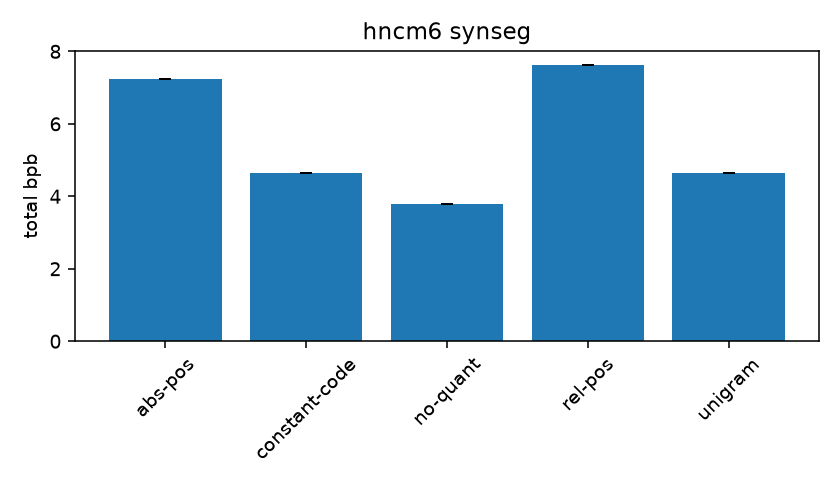 hncm6 synseg
total bpb
8
6
4
2
0
abs-pos
constant-code
no-quant
rel-pos
unigram